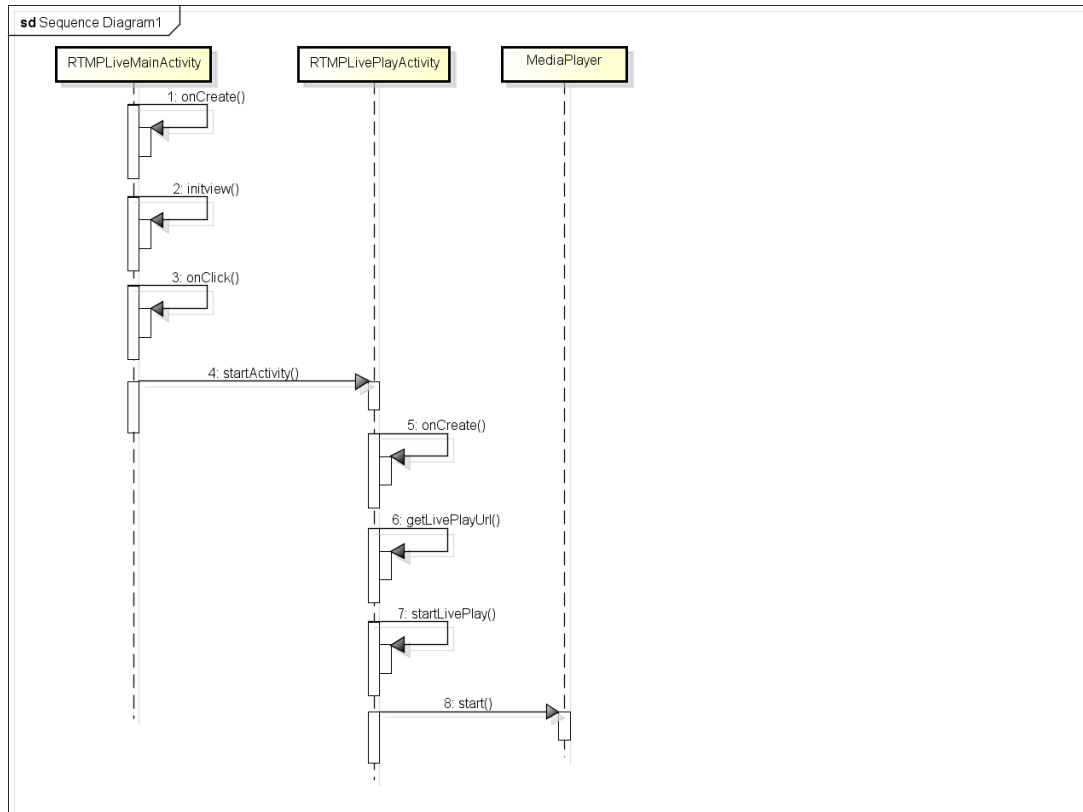 sd Sequence Diagram1
RTMPLiveMainActivity
RTMPLivePlayActivity
MediaPlayer
1: onCreate()
2: initview()
3: onClick()
4: startActivity()
5: onCreate()
6: getLivePlayUrl()
7: startLivePlay()
8: start()